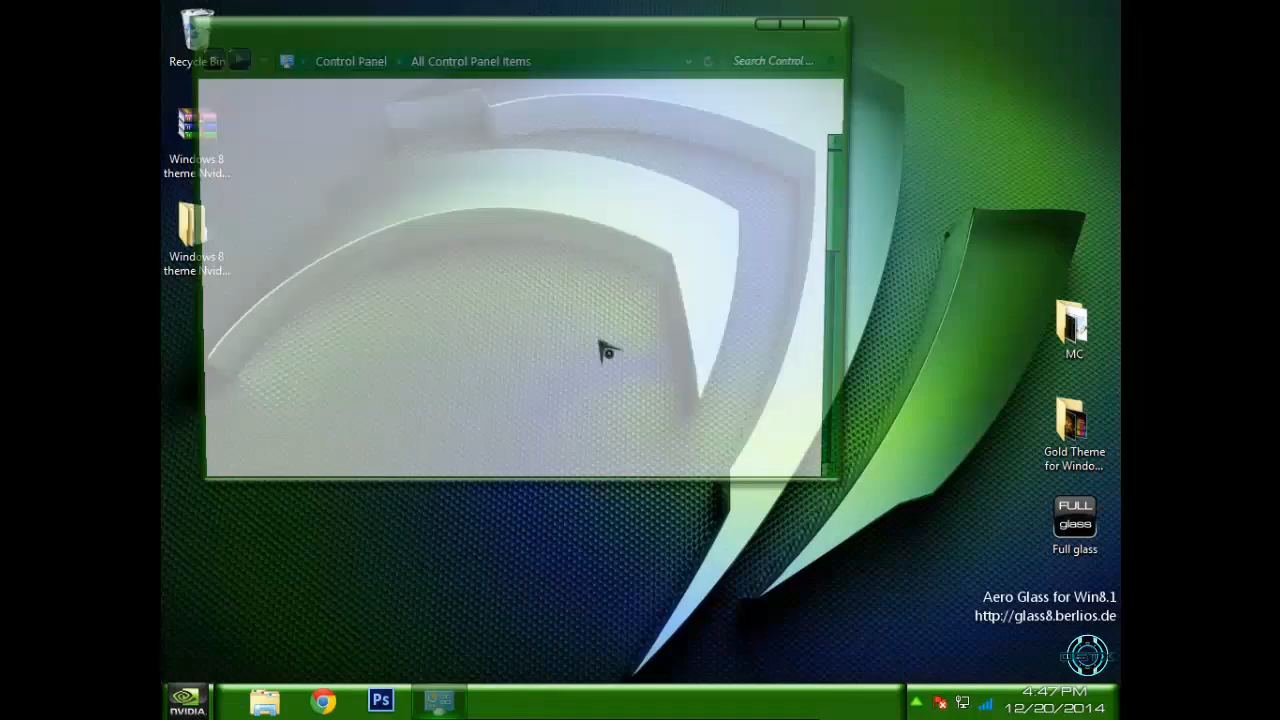 Recycle Bin
Control Panel
All Control Panel Items
Search Control ...
Windows 8
theme Nvid...
Windows 8
theme Nvid...
MC
Gold Theme
for Windo...
FULL
glass
Full glass
Aero Glass for Win8.1
http://glass8.berlios.de
NVIDIA.
Ps
4:47 PM
12/20/2014